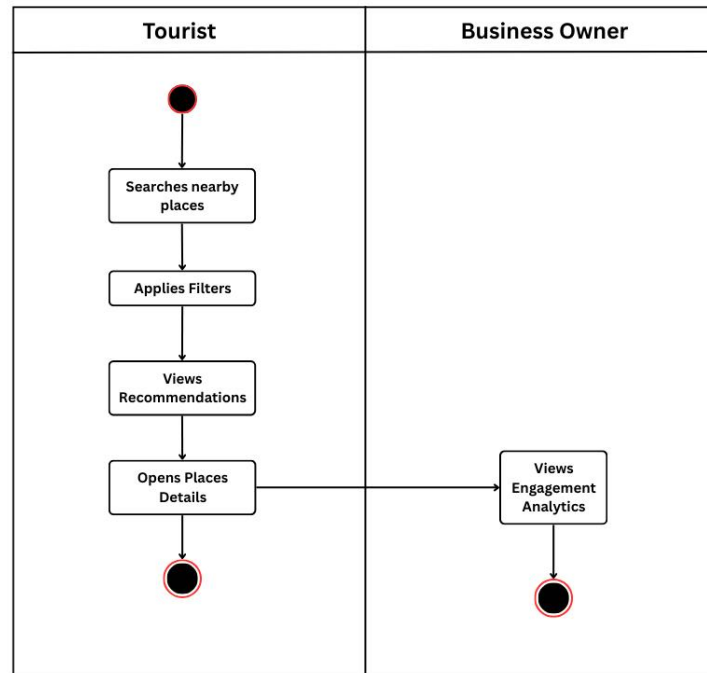 Tourist
Business Owner
Searches nearby
places
Applies Filters
Views
Recommendations
Opens Places
Details
Views
Engagement
Analytics